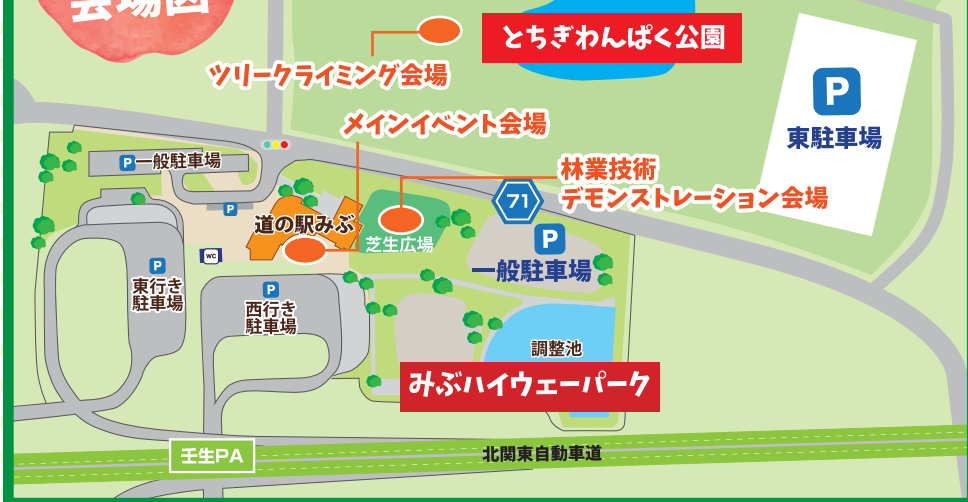 会場図
とちぎわんぱく公園
ツリークライミング会場
P
東駐車場
メインイベント会場
P 一般駐車場
林業技術
デモンストレーション会場
71
P
道の駅みぶ
芝生広場
P
一般駐車場
WC
P
東行き
駐車場
P
西行き
駐車場
調整池
みぶハイウェーパーク
壬生PA
北関東自動車道